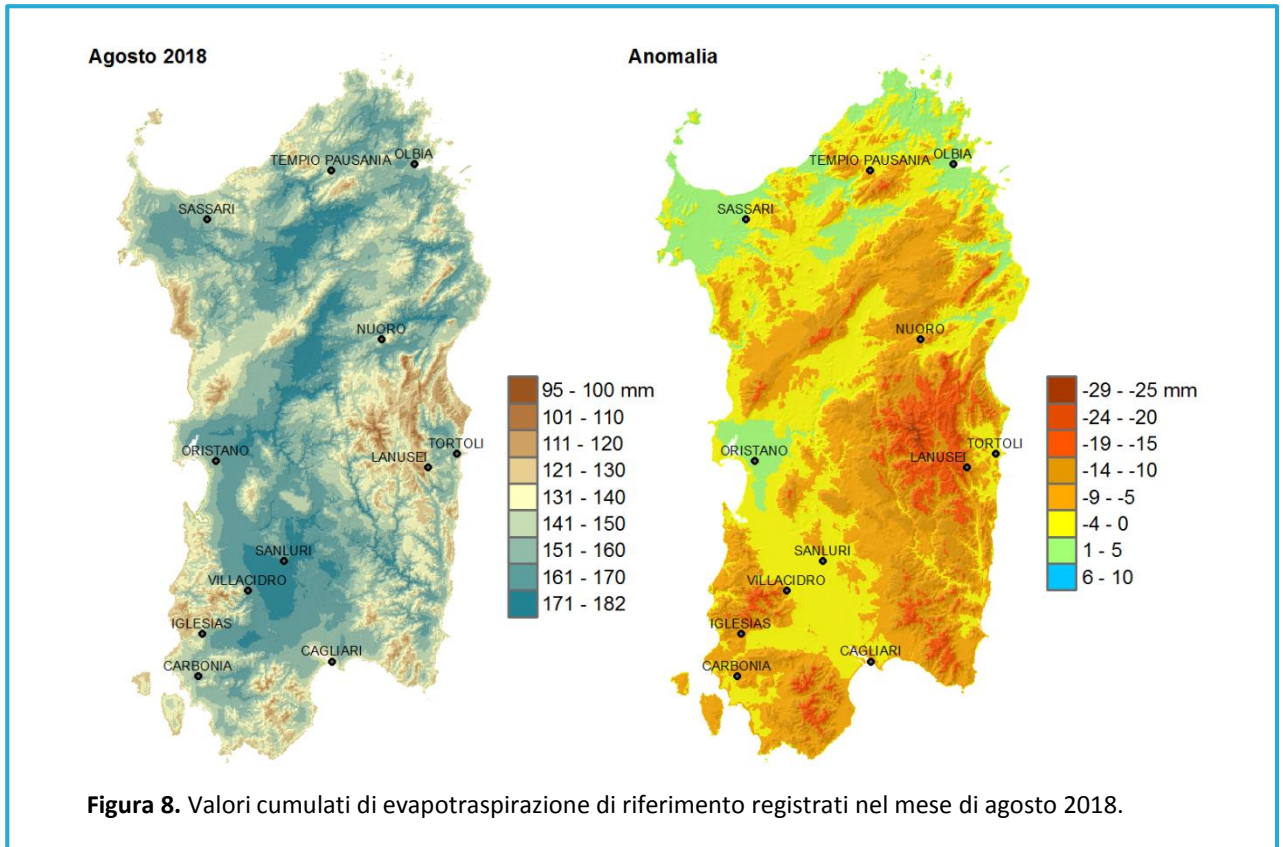 Agosto 2018
TEMPIO PAUSANIA
OLBIA
SASSARI
NUORO
ORISTANO
TORTOLI
LANUSEI
SANLURI
VILLACIDRO
IGLESIAS
CAGLIARI
CARBONIA
95 - 100 mm
101 - 110
111 - 120
121 - 130
131 - 140
141 - 150
151 - 160
161 - 170
171 - 182
Anomalia
TEMPIO PAUSANIA
OLBIA
SASSARI
NUORO
ORISTANO
TORTOLI
LANUSEI
SANLURI
VILLACIDRO
IGLESIAS
CAGLIARI
CARBONIA
-29 - -25 mm
-24 - -20
-19 - -15
-14 - -10
-9 - -5
-4 - 0
1 - 5
6 - 10
Figura 8. Valori cumulati di evapotraspirazione di riferimento registrati nel mese di agosto 2018.